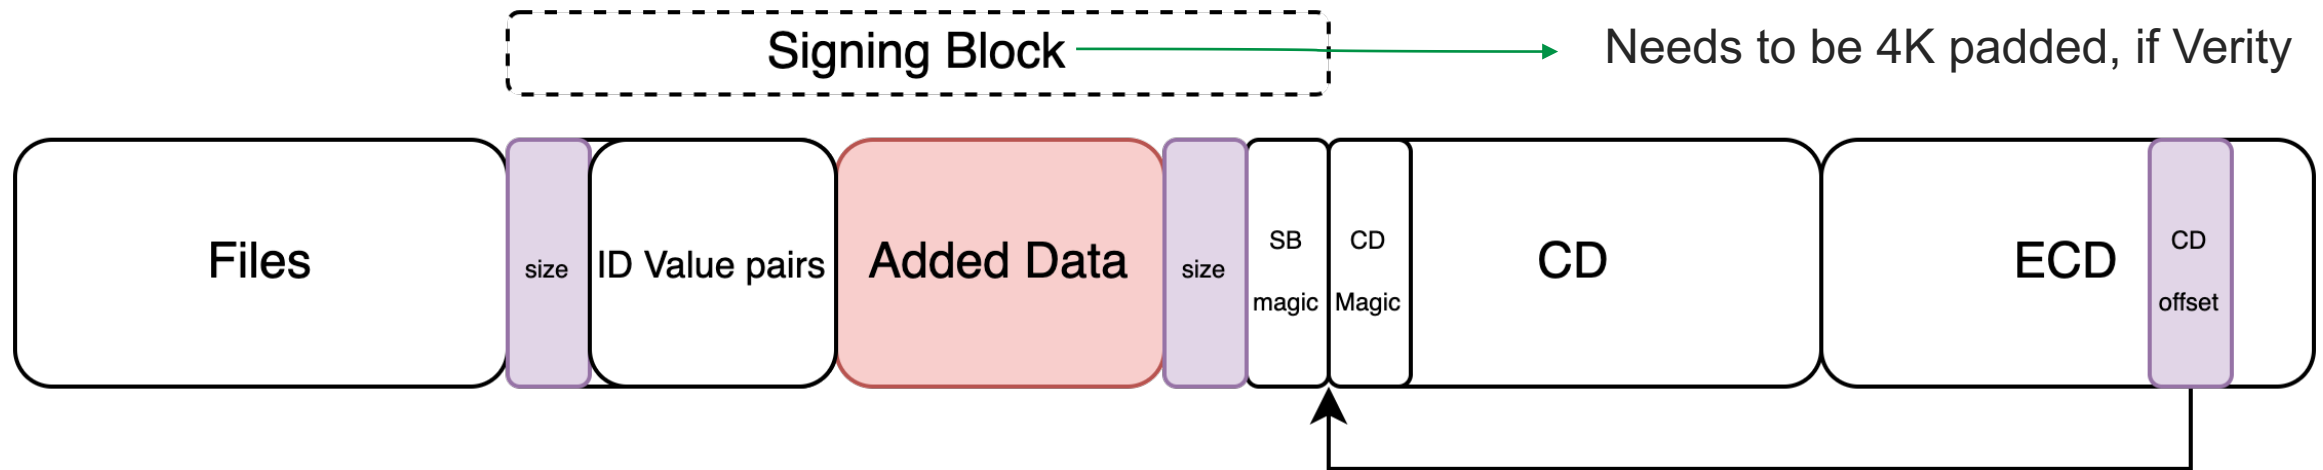 Signing Block
Needs to be 4K padded, if Verity
Files
size
ID Value pairs
Added Data
size
SB
magic
CD
Magic
CD
ECD
CD
offset